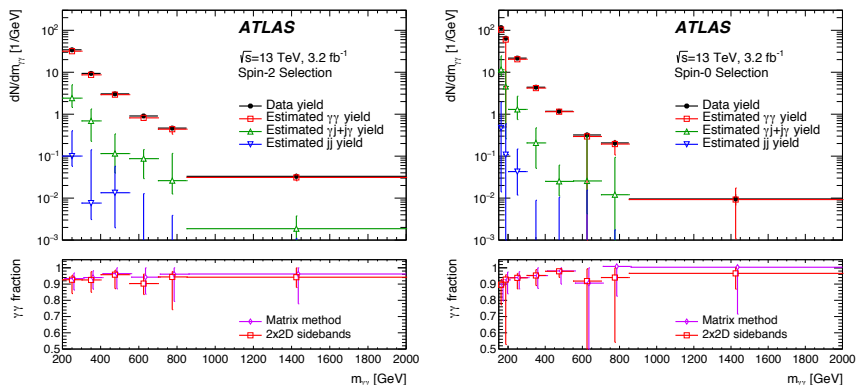 ATLAS
√s=13 TeV, 3.2 fb⁻¹
Spin-2 Selection
Data yield
Estimated γγ yield
Estimated γj+jγ yield
Estimated jj yield
dN/dm_γγ [1/GeV]
10²
10
1
10⁻¹
10⁻²
10⁻³
γγ fraction
1
0.9
0.8
0.7
0.6
0.5
Matrix method
2x2D sidebands
200 400 600 800 1000 1200 1400 1600 1800 2000
m_γγ [GeV]
ATLAS
√s=13 TeV, 3.2 fb⁻¹
Spin-0 Selection
Data yield
Estimated γγ yield
Estimated γj+jγ yield
Estimated jj yield
dN/dm_γγ [1/GeV]
10²
10
1
10⁻¹
10⁻²
10⁻³
γγ fraction
1
0.9
0.8
0.7
0.6
0.5
Matrix method
2x2D sidebands
200 400 600 800 1000 1200 1400 1600 1800 2000
m_γγ [GeV]